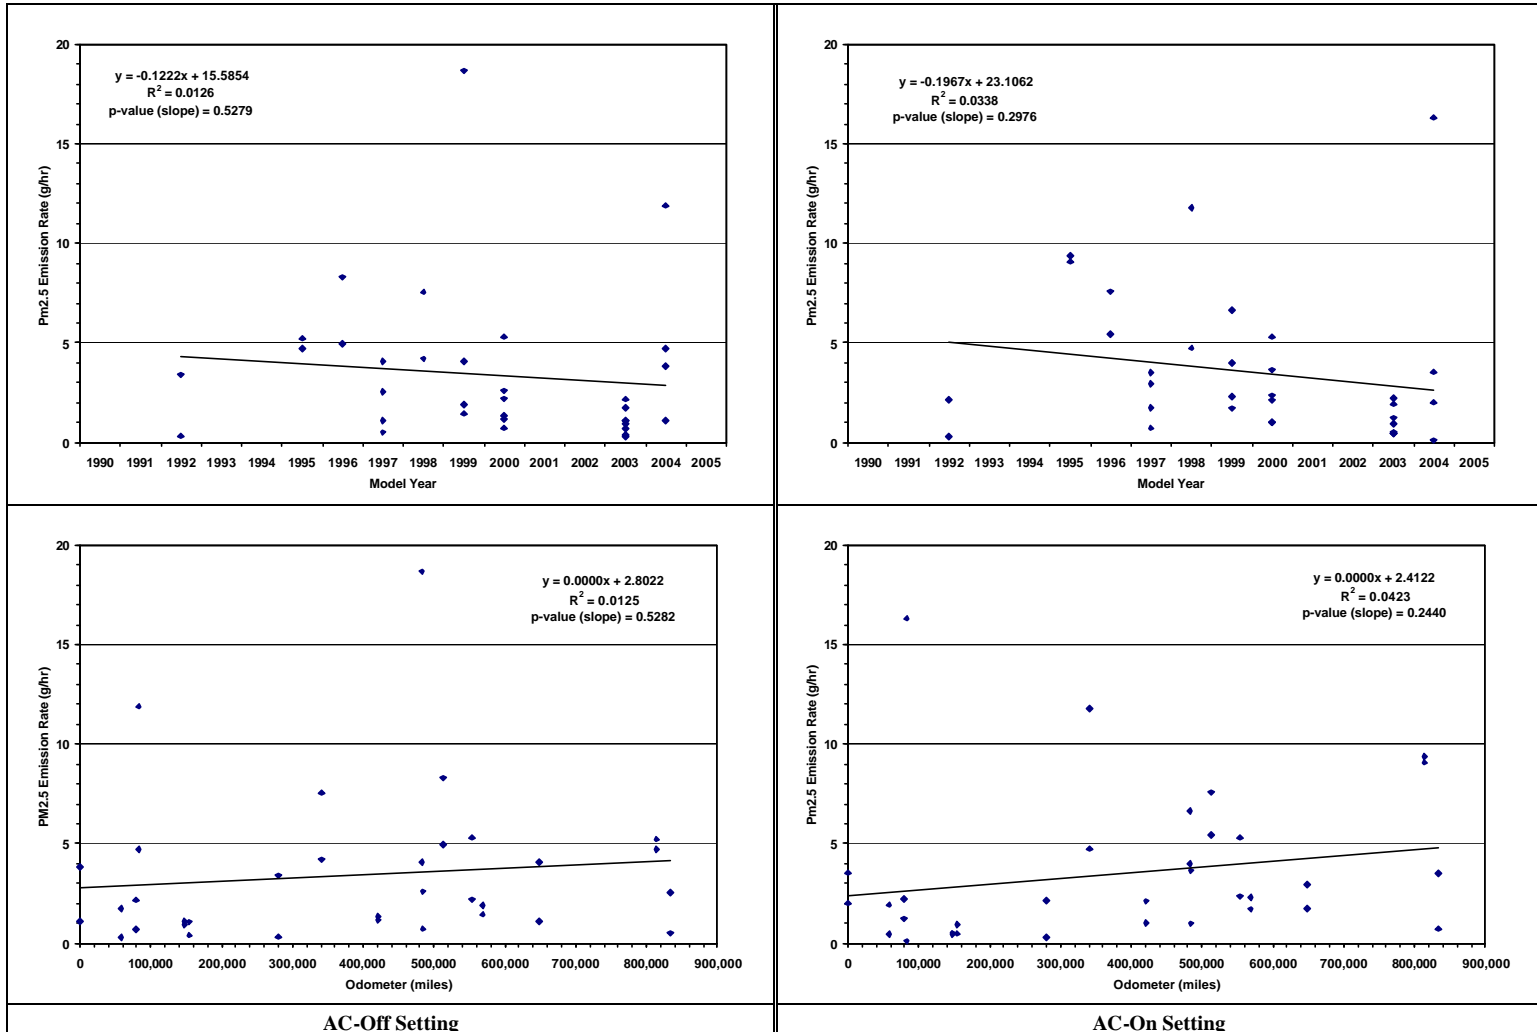 20
15
10
5
0
Pm2.5 Emission Rate (g/hr)
y = -0.1222x + 15.5854
R² = 0.0126
p-value (slope) = 0.5279
1990 1991 1992 1993 1994 1995 1996 1997 1998 1999 2000 2001 2002 2003 2004 2005
Model Year
20
15
10
5
0
Pm2.5 Emission Rate (g/hr)
y = -0.1967x + 23.1062
R² = 0.0338
p-value (slope) = 0.2976
1990 1991 1992 1993 1994 1995 1996 1997 1998 1999 2000 2001 2002 2003 2004 2005
Model Year
20
15
10
5
0
PM2.5 Emission Rate (g/hr)
y = 0.0000x + 2.8022
R² = 0.0125
p-value (slope) = 0.5282
0 100,000 200,000 300,000 400,000 500,000 600,000 700,000 800,000 900,000
Odometer (miles)
20
15
10
5
0
Pm2.5 Emission Rate (g/hr)
y = 0.0000x + 2.4122
R² = 0.0423
p-value (slope) = 0.2440
0 100,000 200,000 300,000 400,000 500,000 600,000 700,000 800,000 900,000
Odometer (miles)
AC-Off Setting
AC-On Setting